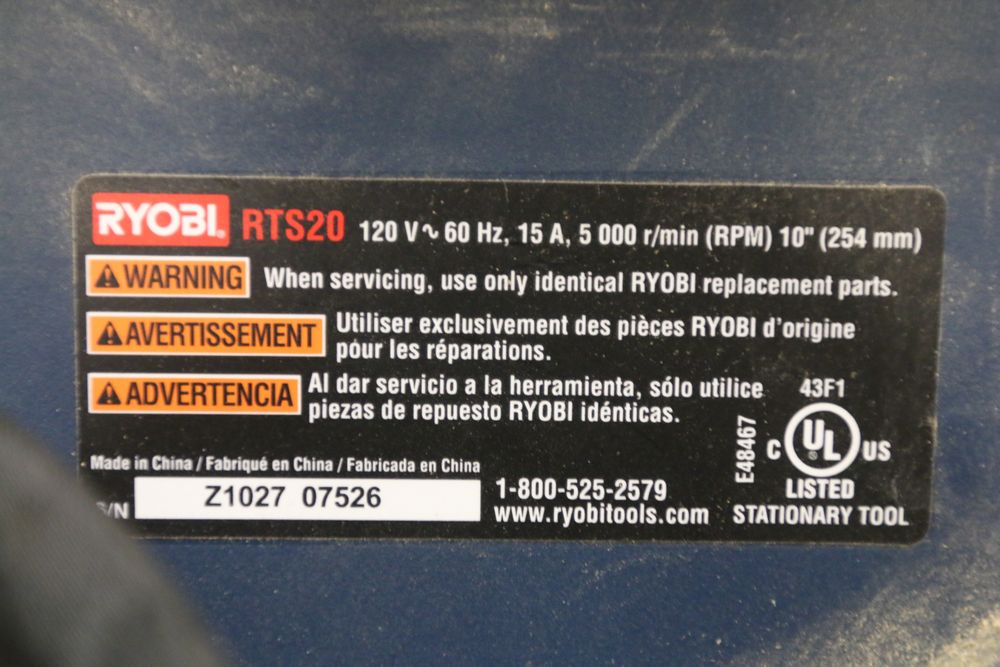 RYOBI. RTS20 120 V ~ 60 Hz, 15 A, 5 000 r/min (RPM) 10" (254 mm)
WARNING When servicing, use only identical RYOBI replacement parts.
AVERTISSEMENT Utiliser exclusivement des pièces RYOBI d'origine
pour les réparations.
ADVERTENCIA Al dar servicio a la herramienta, sólo utilice
piezas de repuesto RYOBI idénticas.
43F1
E48467
C UL US
LISTED
STATIONARY TOOL
Made in China / Fabriqué en China / Fabricada en China
S/N Z1027 07526
1-800-525-2579
www.ryobitools.com